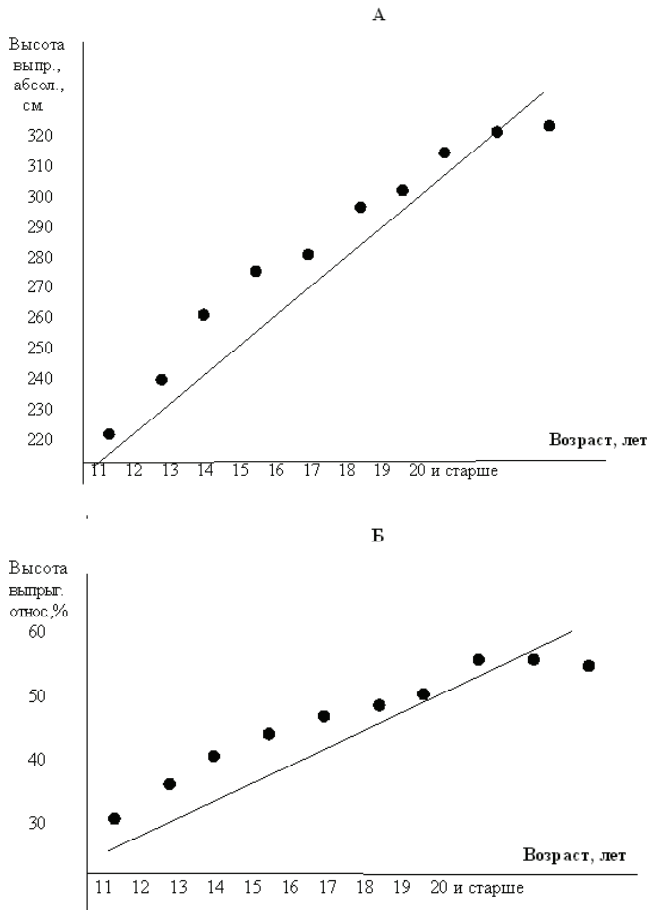 А
Высота
выпр.,
абсол.,
см
320
310
300
290
280
270
260
250
240
230
220
Возраст, лет
11 12 13 14 15 16 17 18 19 20 и старше
Б
Высота
выпрыг.
относ,%
60
50
40
30
Возраст, лет
11 12 13 14 15 16 17 18 19 20 и старше